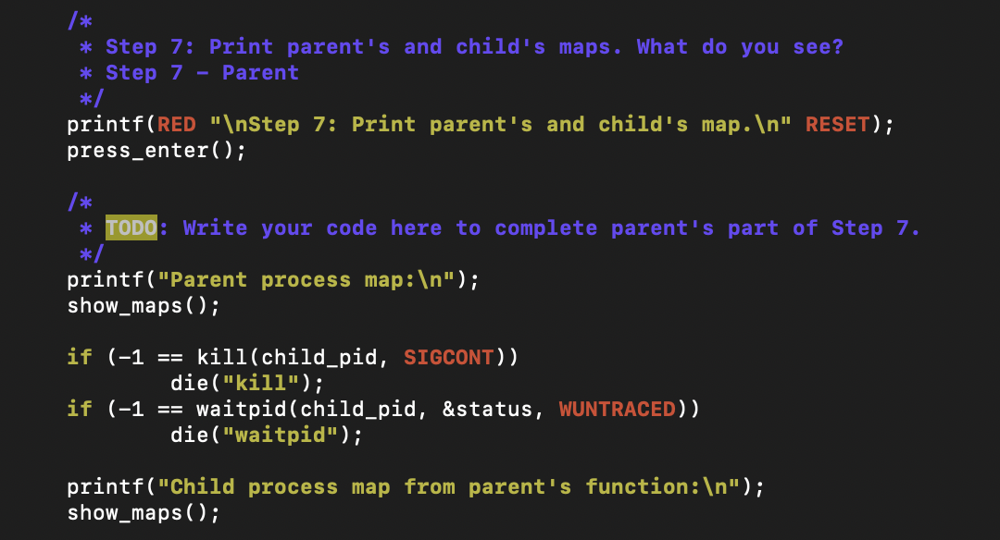 /*
 * Step 7: Print parent's and child's maps. What do you see?
 * Step 7 - Parent
 */
printf(RED "\nStep 7: Print parent's and child's map.\n" RESET);
press_enter();
/*
 * TODO: Write your code here to complete parent's part of Step 7.
 */
printf("Parent process map:\n");
show_maps();
if (-1 == kill(child_pid, SIGCONT))
        die("kill");
if (-1 == waitpid(child_pid, &status, WUNTRACED))
        die("waitpid");
printf("Child process map from parent's function:\n");
show_maps();